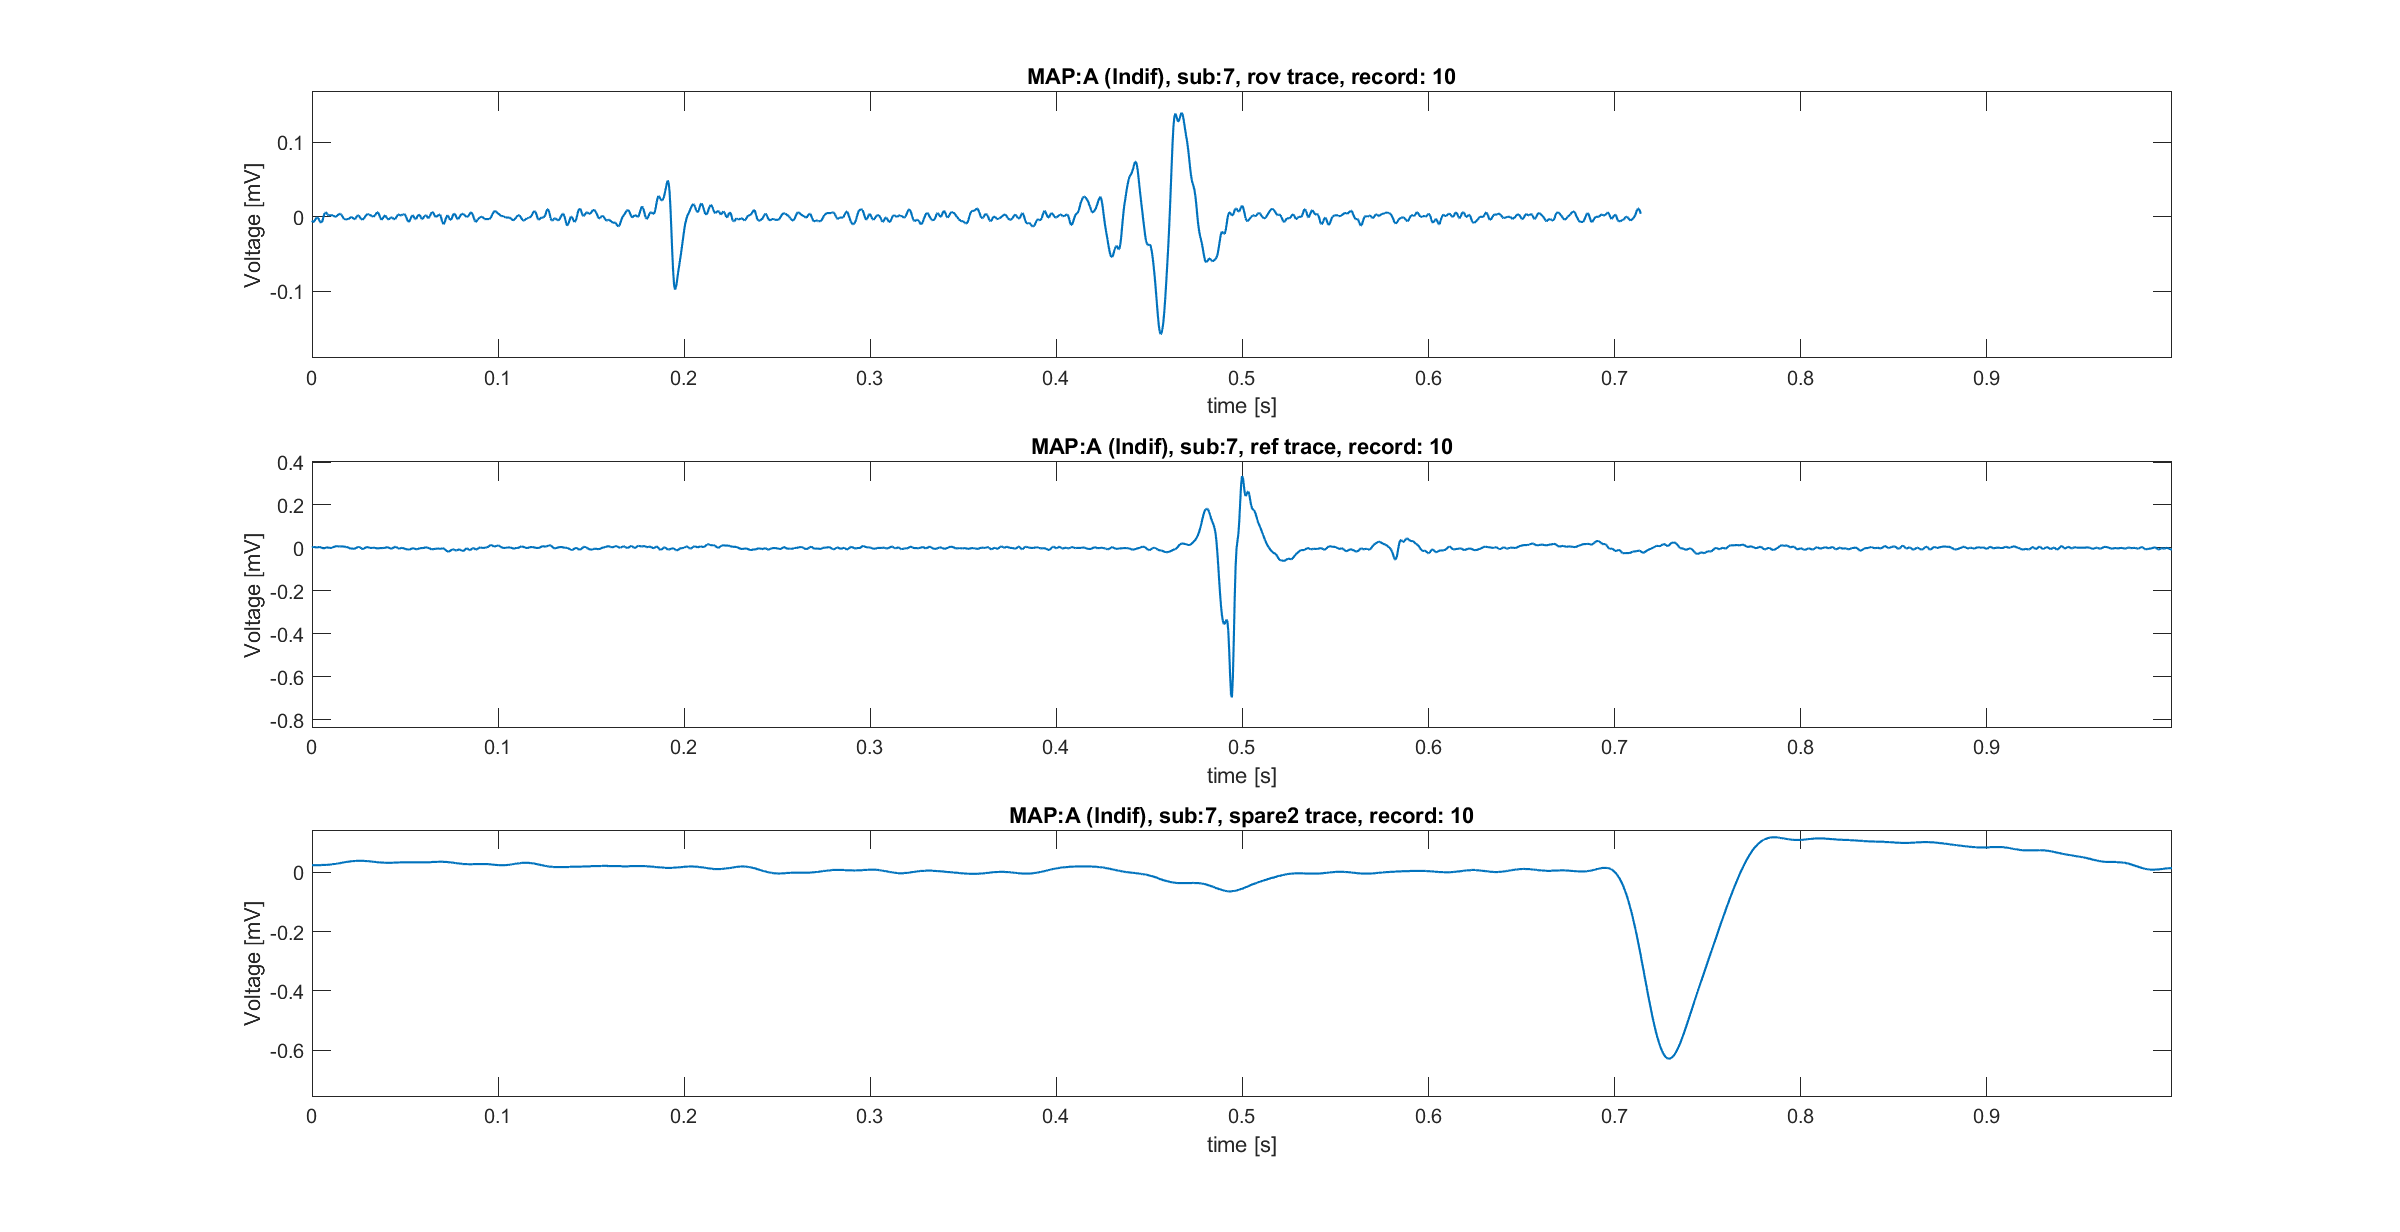 MAP:A (Indif), sub:7, rov trace, record: 10
Voltage [mV]
0.1
0
-0.1
0 0.1 0.2 0.3 0.4 0.5 0.6 0.7 0.8 0.9
time [s]
MAP:A (Indif), sub:7, ref trace, record: 10
Voltage [mV]
0.4
0.2
0
-0.2
-0.4
-0.6
-0.8
0 0.1 0.2 0.3 0.4 0.5 0.6 0.7 0.8 0.9
time [s]
MAP:A (Indif), sub:7, spare2 trace, record: 10
Voltage [mV]
0
-0.2
-0.4
-0.6
0 0.1 0.2 0.3 0.4 0.5 0.6 0.7 0.8 0.9
time [s]